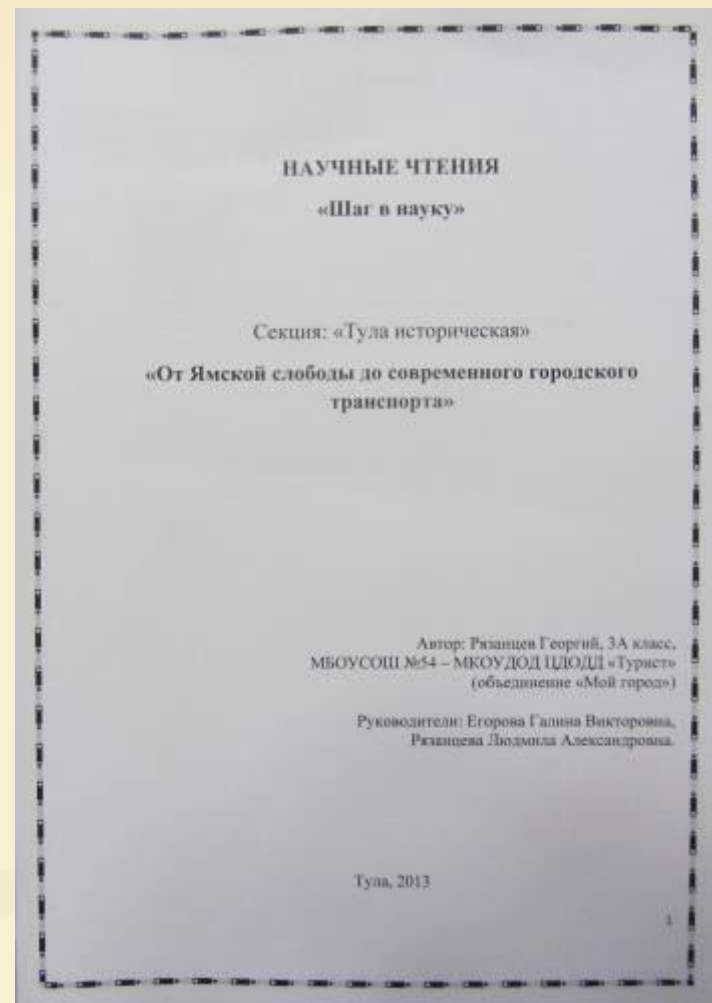 НАУЧНЫЕ ЧТЕНИЯ
«Шаг в науку»
Секция: «Тула историческая»
«От Ямской слободы до современного городского
транспорта»
Автор: Рязанцев Георгий, 3А класс,
МБОУСОШ №54 – МКОУДОД ЦДОДД «Турист»
(объединение «Мой город»)
Руководители: Егорова Галина Викторовна,
Рязанцева Людмила Александровна.
Тула, 2013
1